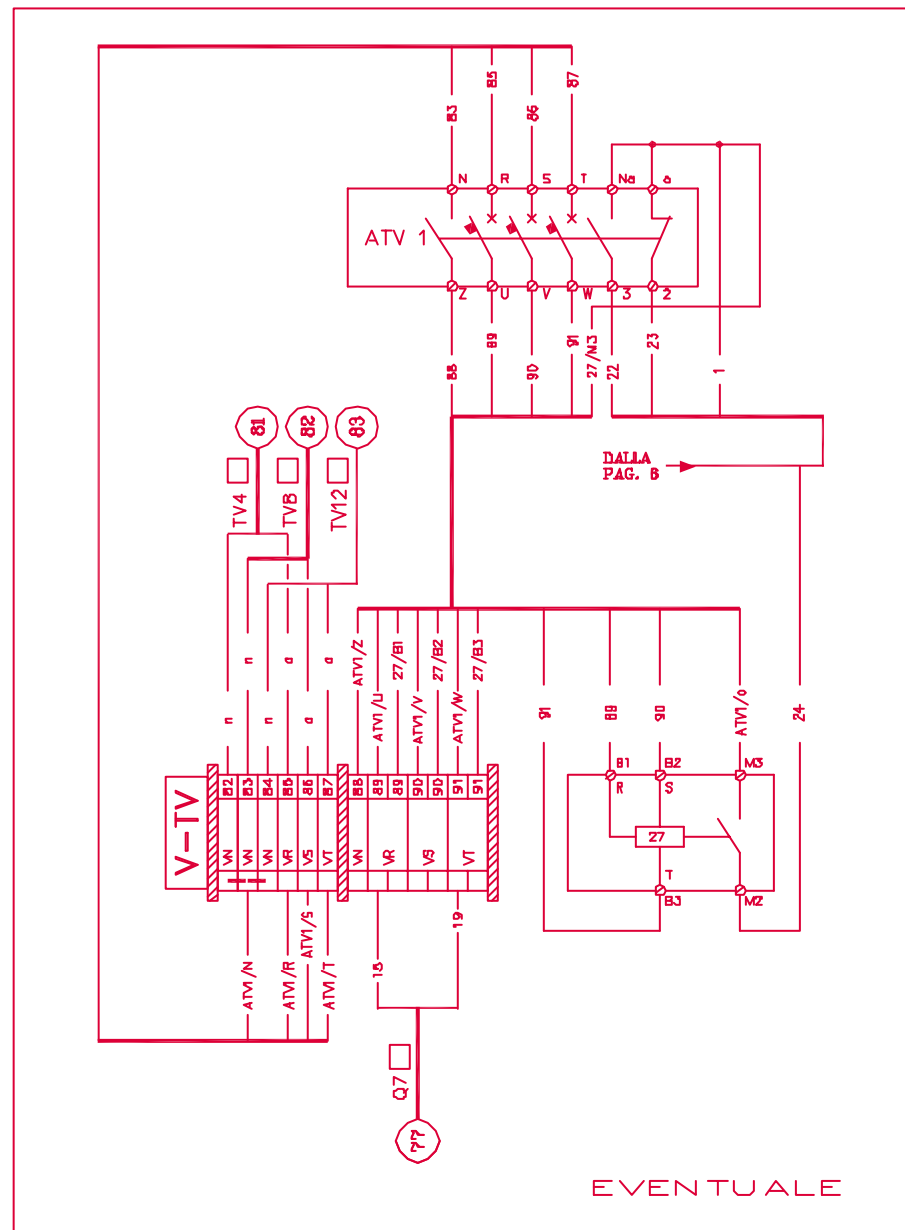 83
85
86
87
N
R
S
T
Na
a
ATV 1
Z
U
V
W
3
2
88
89
90
91
27/M3
22
23
1
81
82
83
TV4
TV8
TV12
DALLA
PAG. 8
n
n
n
a
a
a
ATV1/Z
ATV1/U
27/B1
ATV1/V
27/B2
ATV1/W
27/B3
91
89
90
ATV1/a
24
V-TV
82
83
84
85
86
87
88
89
89
90
90
91
91
VN
VN
VN
VR
VS
VT
VN
VR
VS
VT
B1
B2
M3
R
S
27
T
B3
M2
ATV1/N
ATV1/R
ATV1/S
ATV1/T
18
19
Q7
77
EVENTUALE